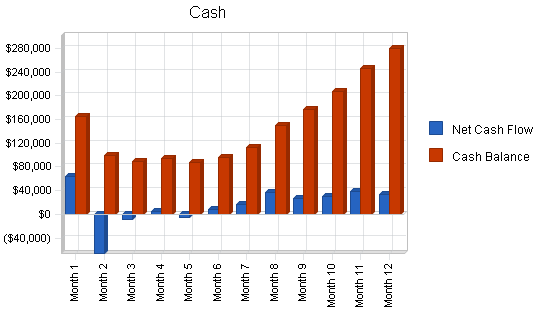 Cash
$280,000
$240,000
$200,000
$160,000
$120,000
$80,000
$40,000
$0
($40,000)
Month 1
Month 2
Month 3
Month 4
Month 5
Month 6
Month 7
Month 8
Month 9
Month 10
Month 11
Month 12
Net Cash Flow
Cash Balance